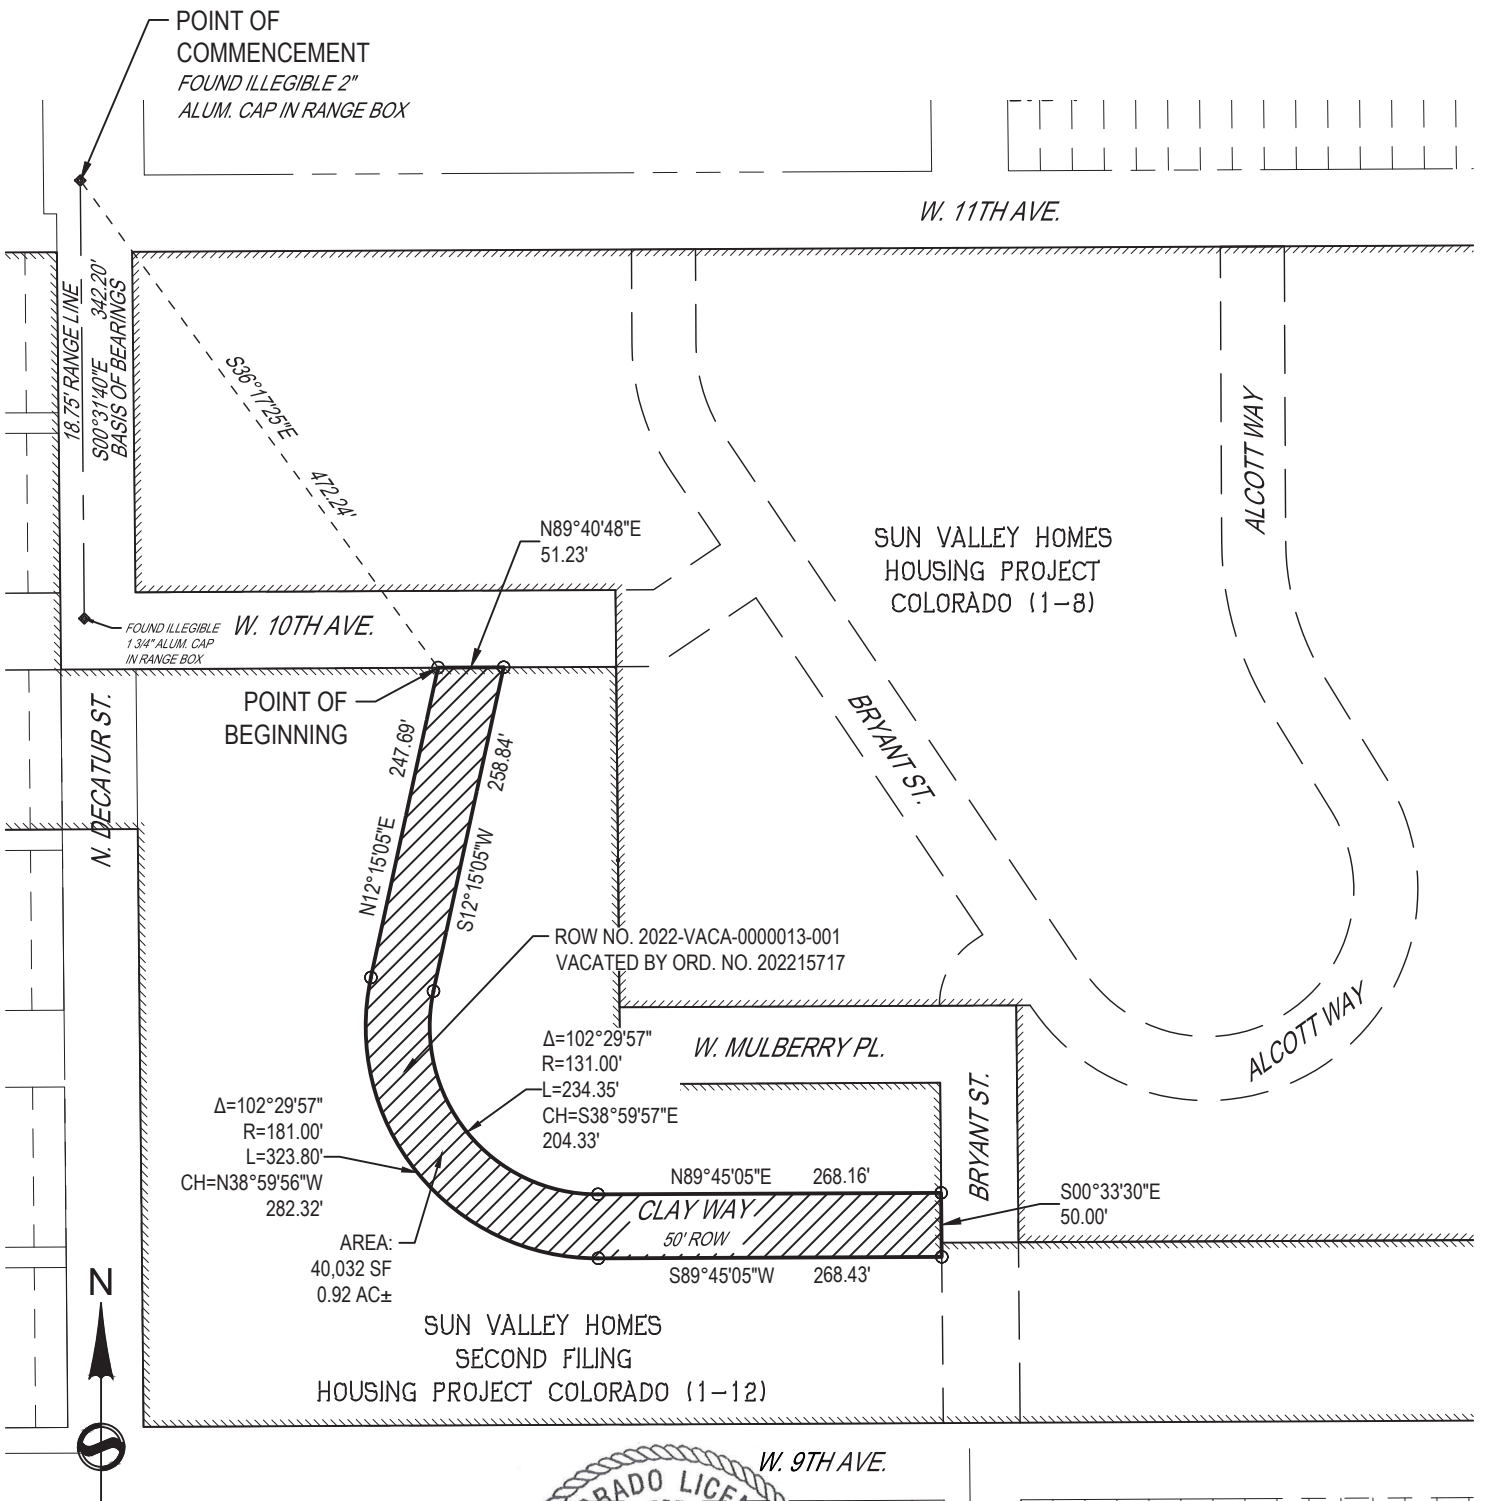 POINT OF
COMMENCEMENT
FOUND ILLEGIBLE 2"
ALUM. CAP IN RANGE BOX
W. 11TH AVE.
18.75' RANGE LINE
S00°31'40"E 342.20'
BASIS OF BEARINGS
S36°17'25"E 472.24'
ALCOTT WAY
N89°40'48"E
51.23'
SUN VALLEY HOMES
HOUSING PROJECT
COLORADO (1-8)
FOUND ILLEGIBLE
1 3/4" ALUM. CAP
IN RANGE BOX
W. 10TH AVE.
POINT OF
BEGINNING
N. DECATUR ST.
N12°15'05"E 247.69'
S12°15'05"W 258.84'
BRYANT ST.
ROW NO. 2022-VACA-0000013-001
VACATED BY ORD. NO. 202215717
Δ=102°29'57"
R=131.00'
L=234.35'
CH=S38°59'57"E
204.33'
W. MULBERRY PL.
ALCOTT WAY
BRYANT ST.
Δ=102°29'57"
R=181.00'
L=323.80'
CH=N38°59'56"W
282.32'
N89°45'05"E 268.16'
CLAY WAY
50' ROW
S89°45'05"W 268.43'
S00°33'30"E
50.00'
AREA:
40,032 SF
0.92 AC±
N
S
SUN VALLEY HOMES
SECOND FILING
HOUSING PROJECT COLORADO (1-12)
W. 9TH AVE.